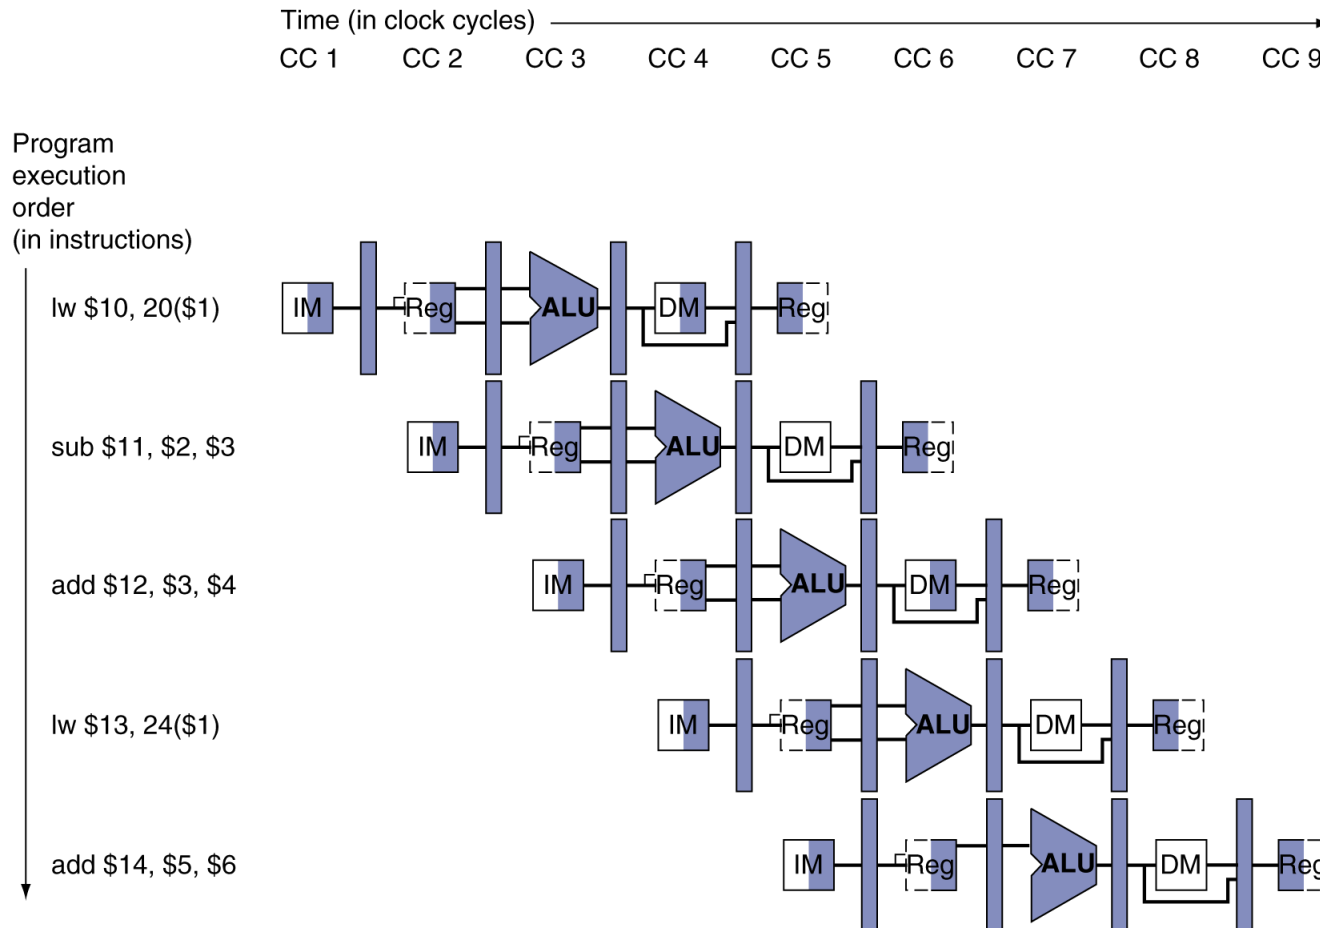 Time (in clock cycles)
CC 1 CC 2 CC 3 CC 4 CC 5 CC 6 CC 7 CC 8 CC 9
Program
execution
order
(in instructions)
lw $10, 20($1) IM Reg ALU DM Reg
sub $11, $2, $3 IM Reg ALU DM Reg
add $12, $3, $4 IM Reg ALU DM Reg
lw $13, 24($1) IM Reg ALU DM Reg
add $14, $5, $6 IM Reg ALU DM Reg